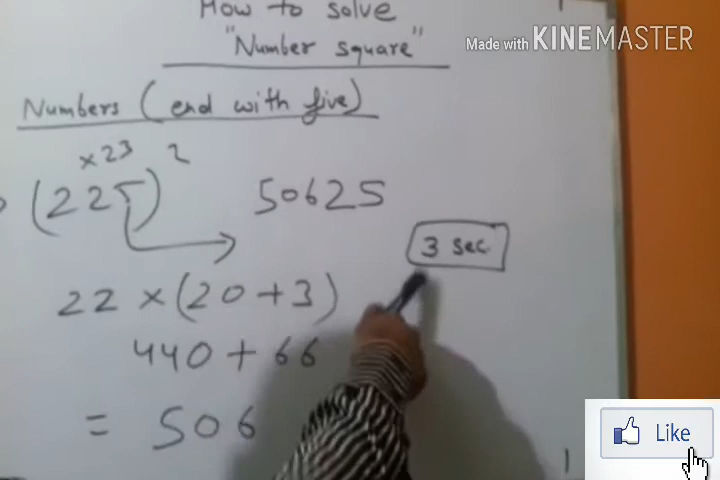 How to solve
"Number square"
Made with KINEMASTER
Numbers (end with five)
×23
(225)² 50625
3 sec
22 × (20 + 3)
440 + 66
= 506
Like